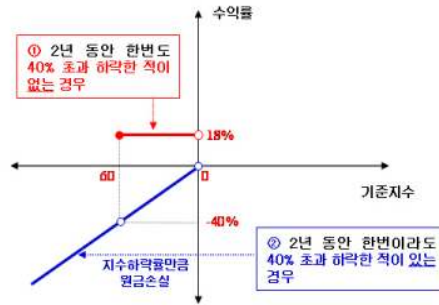 수익률
① 2년 동안 한번도
40% 초과 하락한 적이
없는 경우
18%
60
0
기준지수
-40%
지수하락률만큼
원금손실
② 2년 동안 한번이라도
40% 초과 하락한 적이 있는
경우